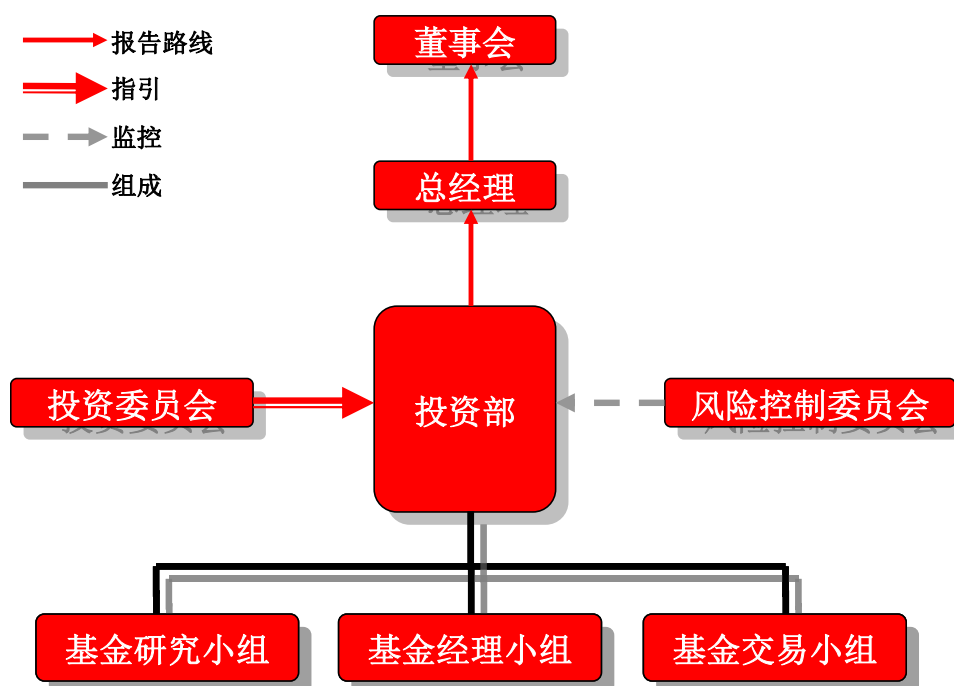 报告路线
指引
监控
组成
董事会
总经理
投资委员会
投资部
风险控制委员会
基金研究小组
基金经理小组
基金交易小组